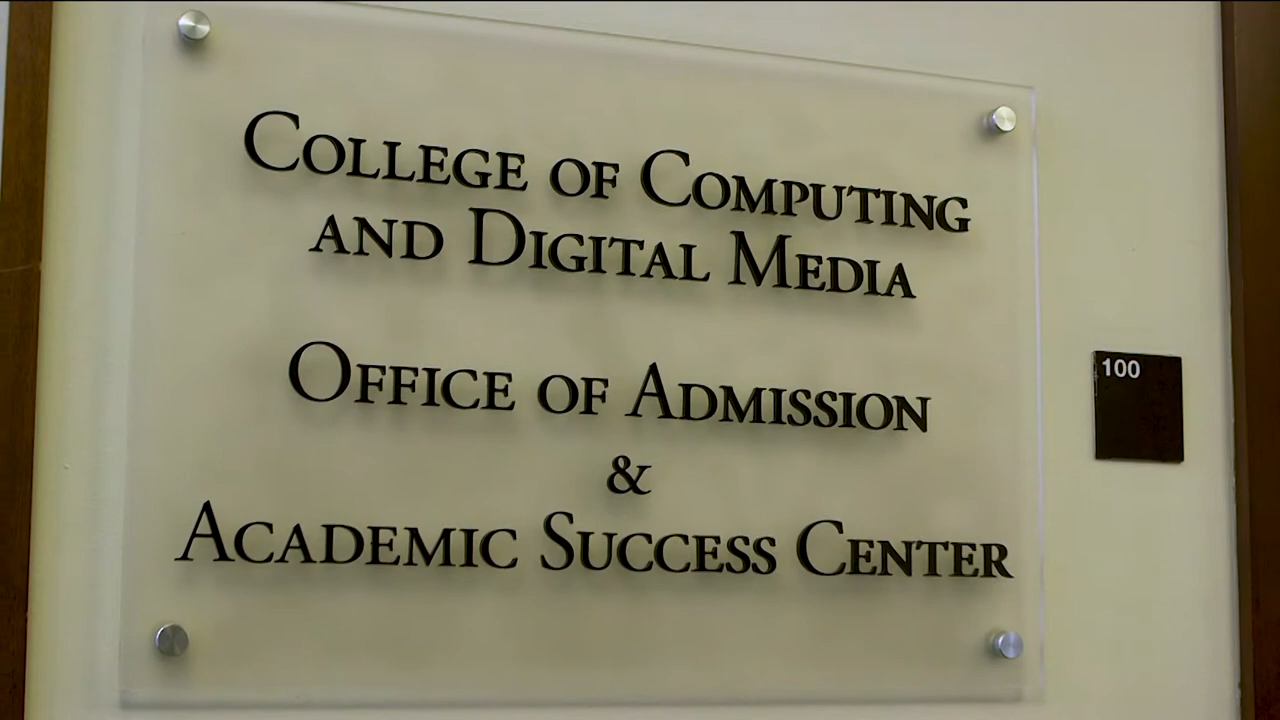 College of Computing
and Digital Media
Office of Admission
&
Academic Success Center
100